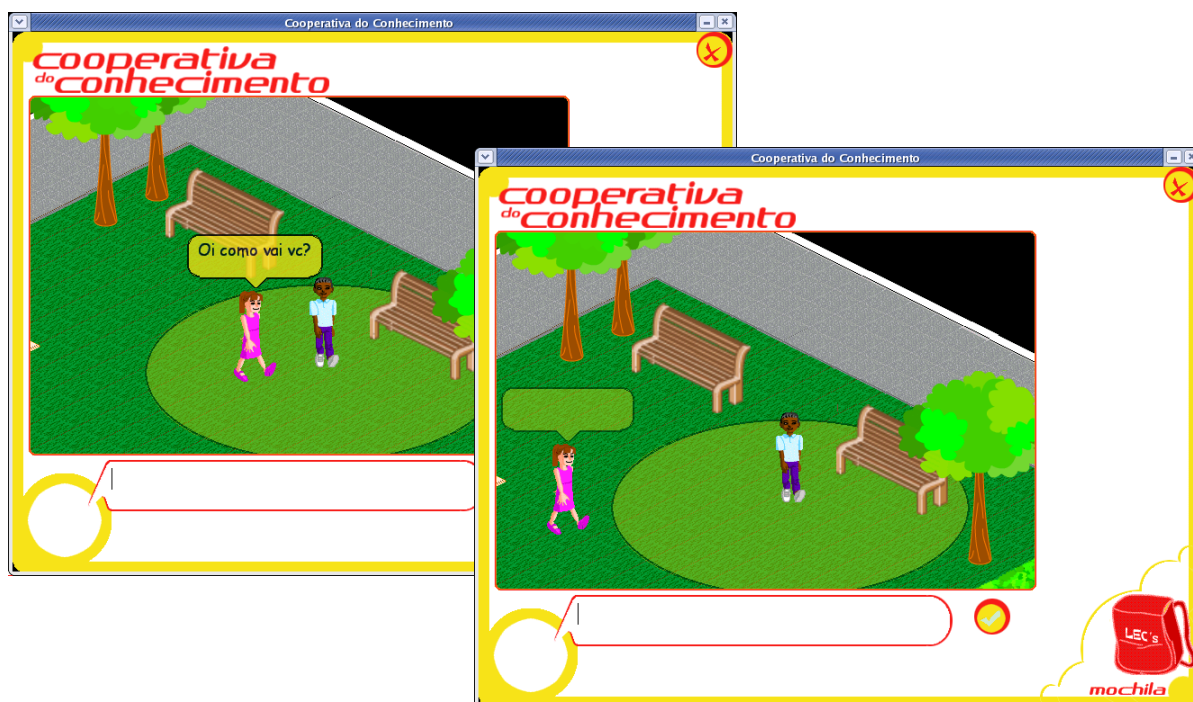 Cooperativa do Conhecimento
cooperativa
do conhecimento
Oi como vai vc?
Cooperativa do Conhecimento
cooperativa
do conhecimento
LEC's
mochila